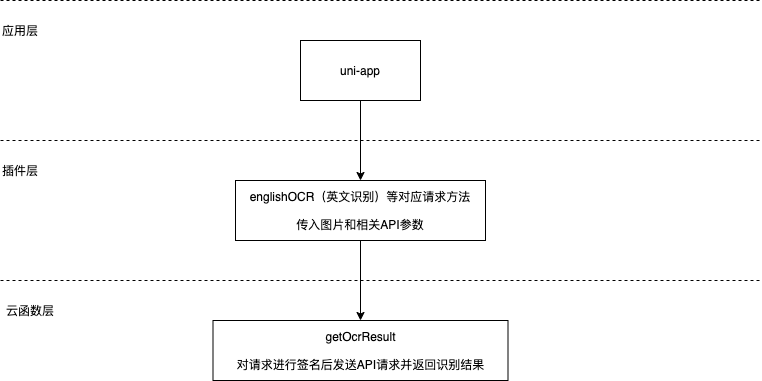 应用层
uni-app
插件层
englishOCR（英文识别）等对应请求方法
传入图片和相关API参数
云函数层
getOcrResult
对请求进行签名后发送API请求并返回识别结果